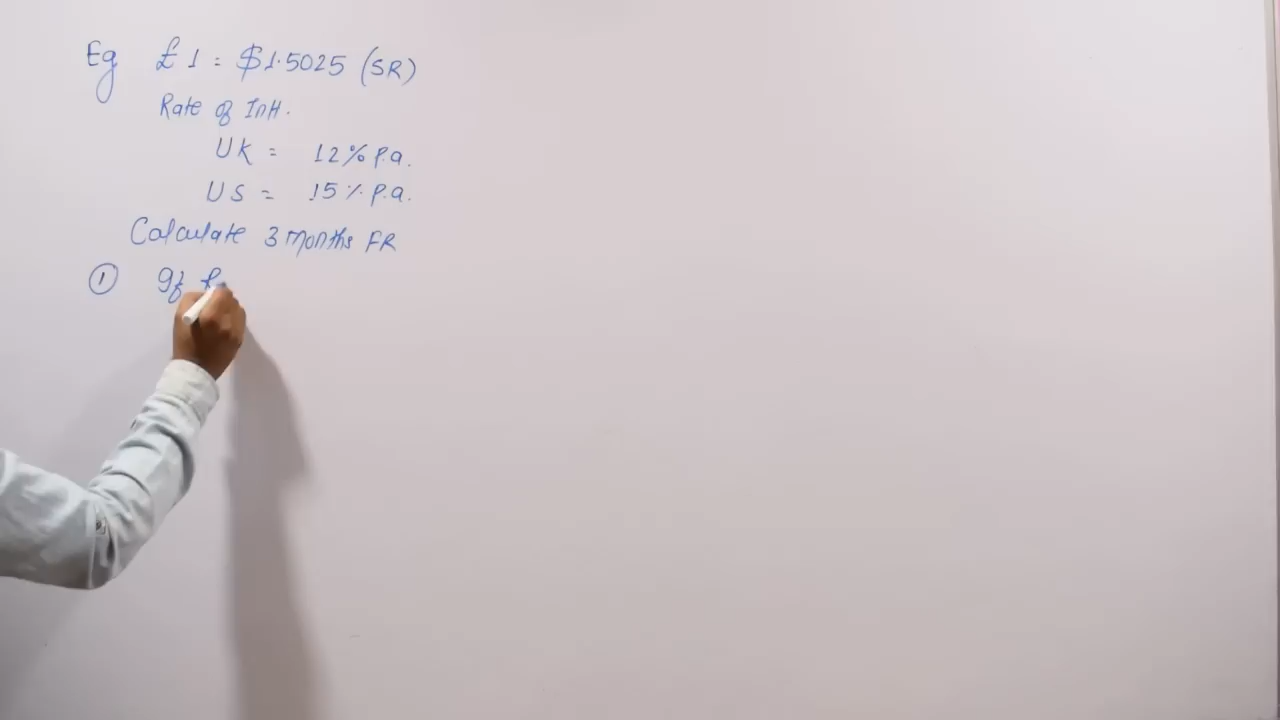 Eg £1 = $1.5025 (SR)
Rate of Int.
UK = 12% p.a.
US = 15% p.a.
Calculate 3 months FR
① If